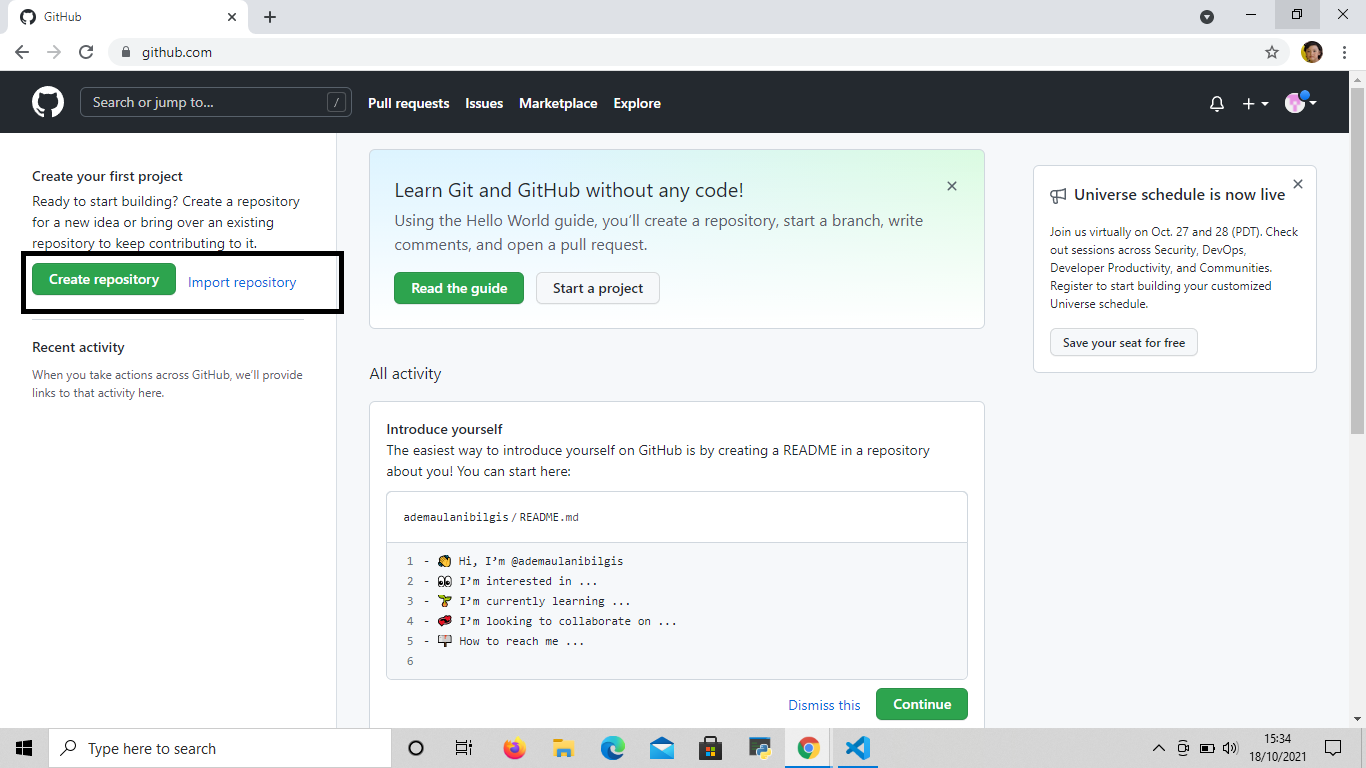 GitHub
github.com
Search or jump to... /
Pull requests Issues Marketplace Explore
Create your first project
Ready to start building? Create a repository
for a new idea or bring over an existing
repository to keep contributing to it.
Create repository Import repository
Recent activity
When you take actions across GitHub, we'll provide
links to that activity here.
Learn Git and GitHub without any code!
Using the Hello World guide, you'll create a repository, start a branch, write
comments, and open a pull request.
Read the guide Start a project
All activity
Introduce yourself
The easiest way to introduce yourself on GitHub is by creating a README in a repository
about you! You can start here:
ademaulanibilgis / README.md
1 - 👋 Hi, I'm @ademaulanibilgis
2 - 👀 I'm interested in ...
3 - 🌱 I'm currently learning ...
4 - 💞️ I'm looking to collaborate on ...
5 - 📫 How to reach me ...
6
Dismiss this Continue
Universe schedule is now live
Join us virtually on Oct. 27 and 28 (PDT). Check
out sessions across Security, DevOps,
Developer Productivity, and Communities.
Register to start building your customized
Universe schedule.
Save your seat for free
Type here to search
15:34
18/10/2021